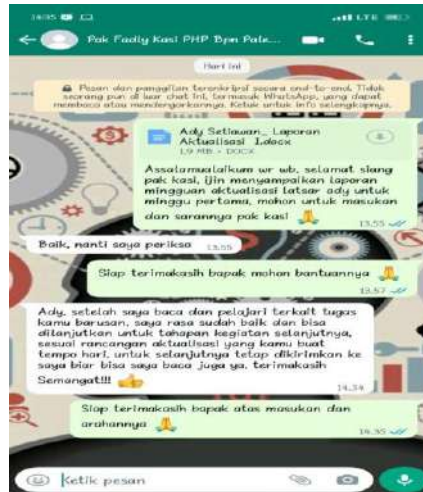 14:35
LTE
Pak Fadly Kasi PHP Bpn Pale...
Hari ini
Pesan dan panggilan terenkripsi secara end-to-end. Tidak
seorang pun di luar chat ini, termasuk WhatsApp, yang dapat
membaca atau mendengarkannya. Ketuk untuk info selengkapnya.
Ady Setiawan_ Laporan
Aktualisasi 1.docx
1,9 MB • DOCX
Assalamualaikum wr wb, selamat siang
pak kasi, ijin menyampaikan laporan
mingguan aktualisasi latsar ady untuk
minggu pertama, mohon untuk masukan
dan sarannya pak kasi 🙏
13.55
Baik, nanti saya periksa 13.55
Siap terimakasih bapak mohon bantuannya 🙏
13.57
Ady, setelah saya baca dan pelajari terkait tugas
kamu barusan, saya rasa sudah baik dan bisa
dilanjutkan untuk tahapan kegiatan selanjutnya,
sesuai rancangan aktualisasi yang kamu buat
tempo hari, untuk selanjutnya tetap dikirimkan ke
saya biar bisa saya baca juga ya, terimakasih
Semangat!!! 👍
14.34
Siap terimakasih bapak atas masukan dan
arahannya 🙏
14.35
Ketik pesan